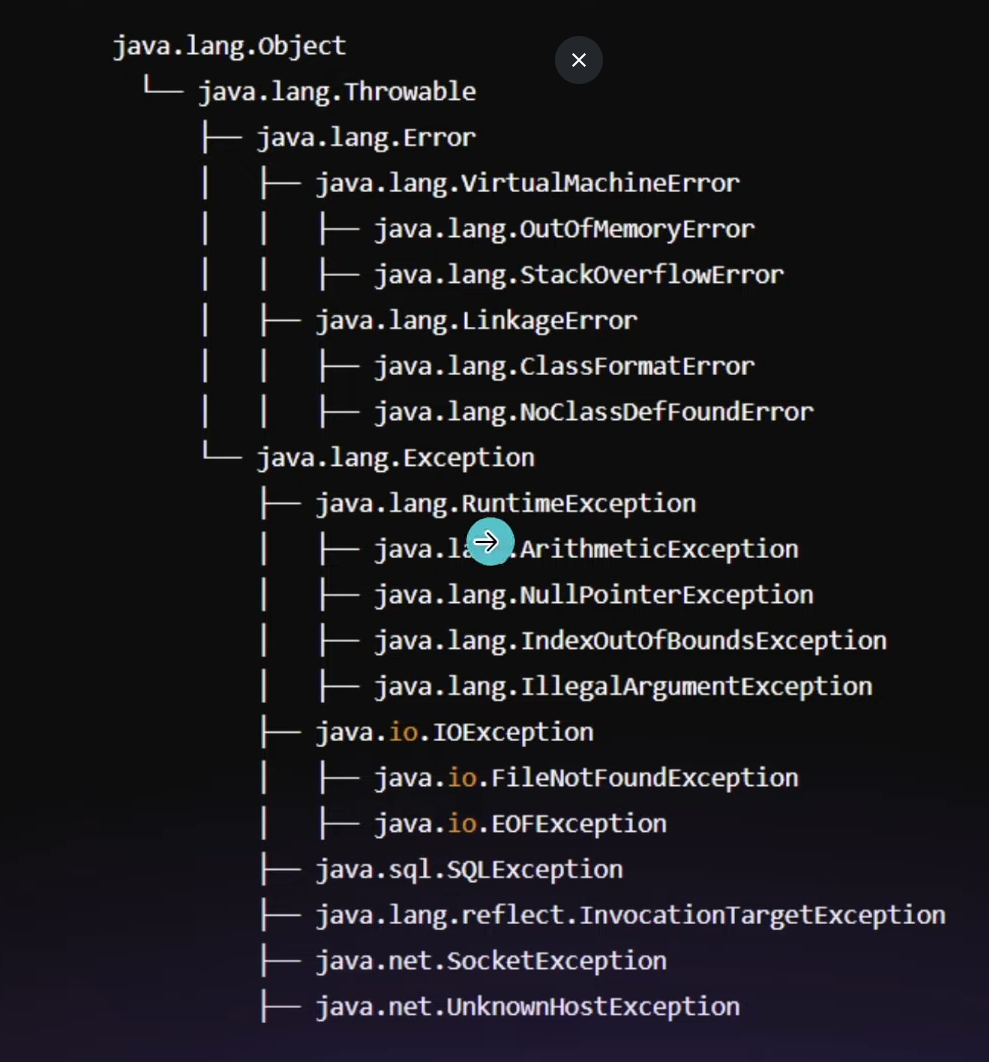 java.lang.Object
└── java.lang.Throwable
├── java.lang.Error
│ ├── java.lang.VirtualMachineError
│ │ ├── java.lang.OutOfMemoryError
│ │ ├── java.lang.StackOverflowError
│ ├── java.lang.LinkageError
│ │ ├── java.lang.ClassFormatError
│ │ ├── java.lang.NoClassDefFoundError
└── java.lang.Exception
├── java.lang.RuntimeException
│ ├── java.lang.ArithmeticException
│ ├── java.lang.NullPointerException
│ ├── java.lang.IndexOutOfBoundsException
│ ├── java.lang.IllegalArgumentException
├── java.io.IOException
│ ├── java.io.FileNotFoundException
│ ├── java.io.EOFException
├── java.sql.SQLException
├── java.lang.reflect.InvocationTargetException
├── java.net.SocketException
├── java.net.UnknownHostException